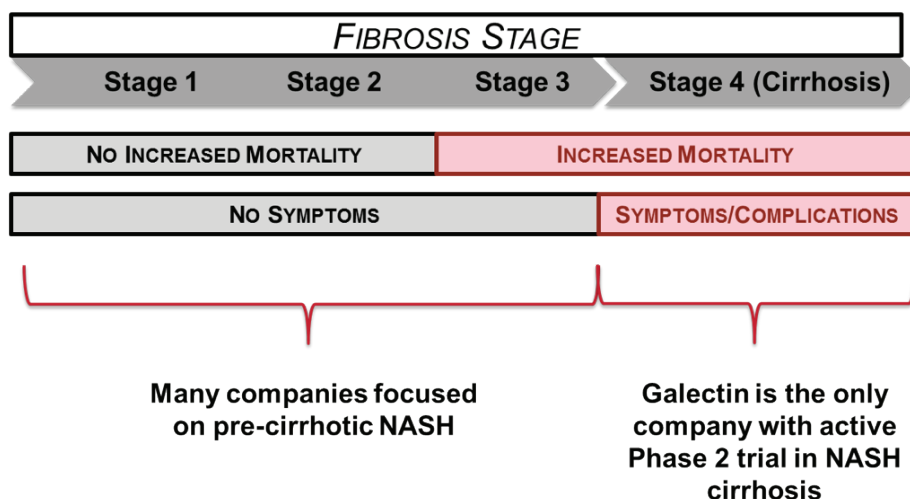 FIBROSIS STAGE
Stage 1 Stage 2 Stage 3 Stage 4 (Cirrhosis)
NO INCREASED MORTALITY INCREASED MORTALITY
NO SYMPTOMS SYMPTOMS/COMPLICATIONS
Many companies focused
on pre-cirrhotic NASH
Galectin is the only
company with active
Phase 2 trial in NASH
cirrhosis